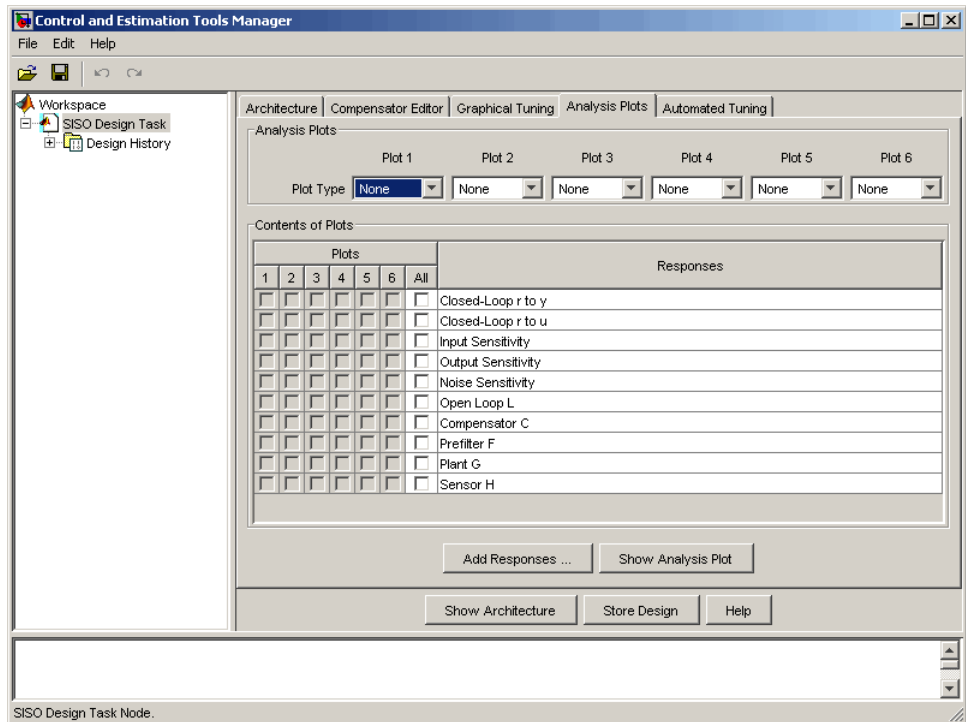 Control and Estimation Tools Manager
File Edit Help
Workspace
SISO Design Task
Design History
Architecture Compensator Editor Graphical Tuning Analysis Plots Automated Tuning
Analysis Plots
Plot 1 Plot 2 Plot 3 Plot 4 Plot 5 Plot 6
Plot Type None None None None None None
Contents of Plots
Plots
Responses
1 2 3 4 5 6 All
Closed-Loop r to y
Closed-Loop r to u
Input Sensitivity
Output Sensitivity
Noise Sensitivity
Open Loop L
Compensator C
Prefilter F
Plant G
Sensor H
Add Responses ... Show Analysis Plot
Show Architecture Store Design Help
SISO Design Task Node.